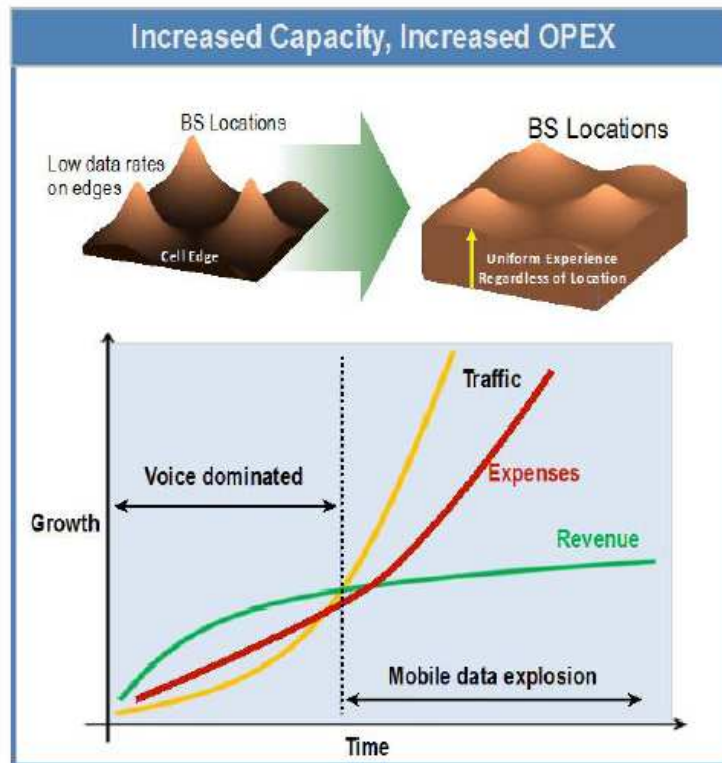 Increased Capacity, Increased OPEX
BS Locations
Low data rates
on edges
Cell Edge
BS Locations
Uniform Experience
Regardless of Location
Traffic
Voice dominated
Expenses
Growth
Revenue
Mobile data explosion
Time